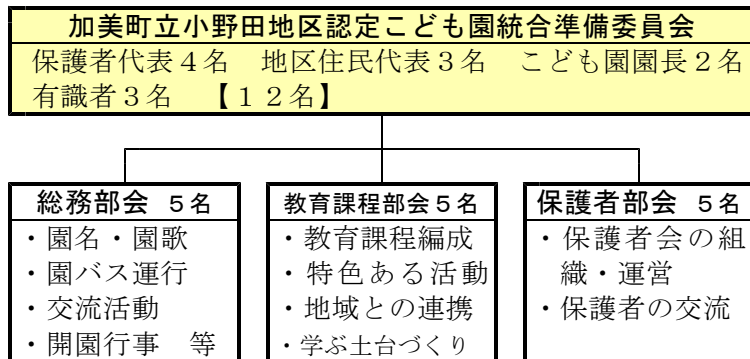 加美町立小野田地区認定こども園統合準備委員会
保護者代表４名　地区住民代表３名　こども園園長２名
有識者３名　【１２名】
総務部会　５名
・園名・園歌
・園バス運行
・交流活動
・開園行事　等
教育課程部会５名
・教育課程編成
・特色ある活動
・地域との連携
・学ぶ土台づくり
保護者部会　５名
・保護者会の組
織・運営
・保護者の交流